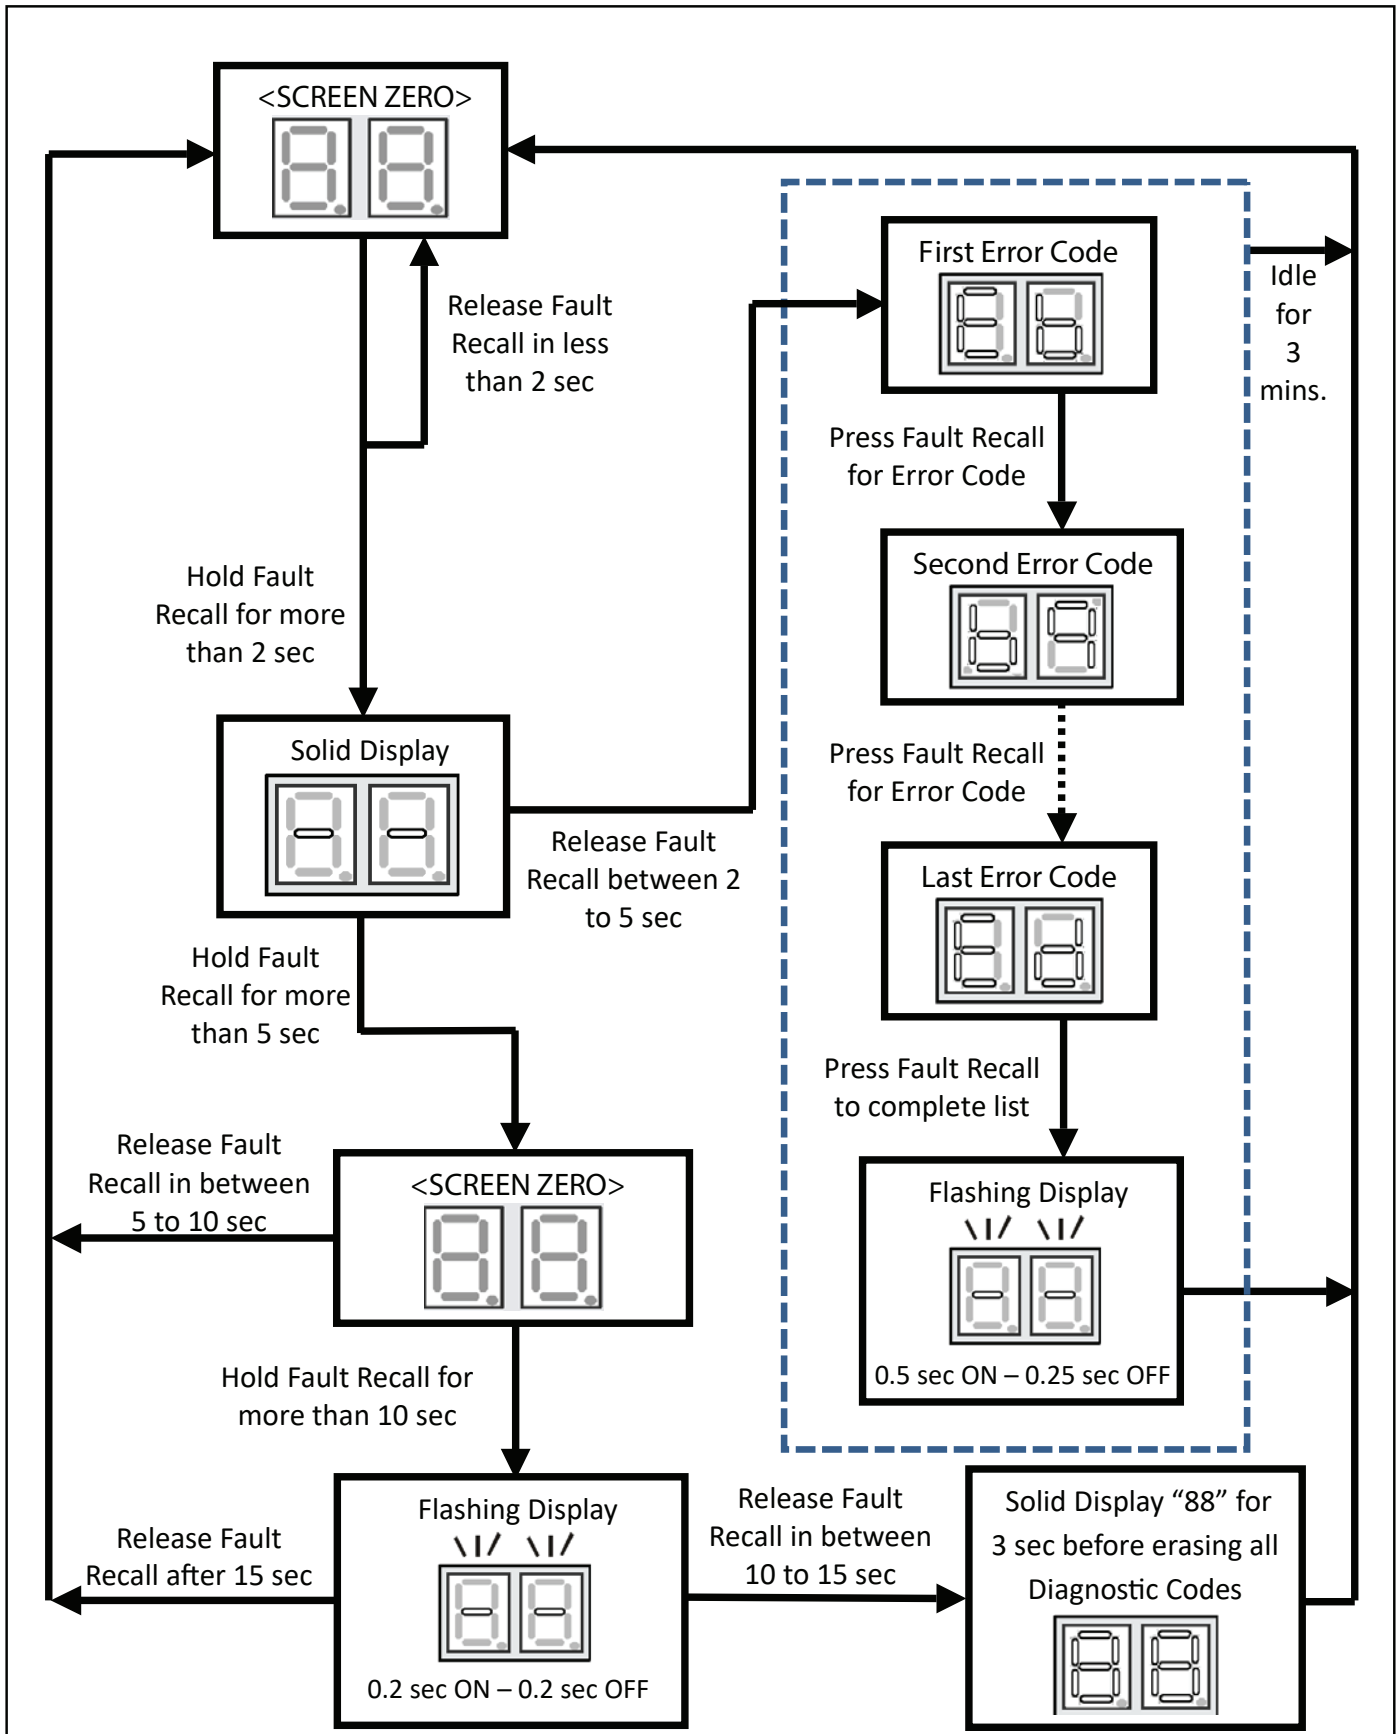 <SCREEN ZERO>
Release Fault
Recall in less
than 2 sec
Hold Fault
Recall for more
than 2 sec
Solid Display
- -
Release Fault
Recall between 2
to 5 sec
First Error Code
Eb
Press Fault Recall
for Error Code
Second Error Code
b9
Press Fault Recall
for Error Code
Last Error Code
Ed
Press Fault Recall
to complete list
Flashing Display
- -
0.5 sec ON – 0.25 sec OFF
Idle
for
3
mins.
Hold Fault
Recall for more
than 5 sec
<SCREEN ZERO>
Release Fault
Recall in between
5 to 10 sec
Hold Fault Recall for
more than 10 sec
Flashing Display
- -
0.2 sec ON – 0.2 sec OFF
Release Fault
Recall after 15 sec
Release Fault
Recall in between
10 to 15 sec
Solid Display “88” for
3 sec before erasing all
Diagnostic Codes
88